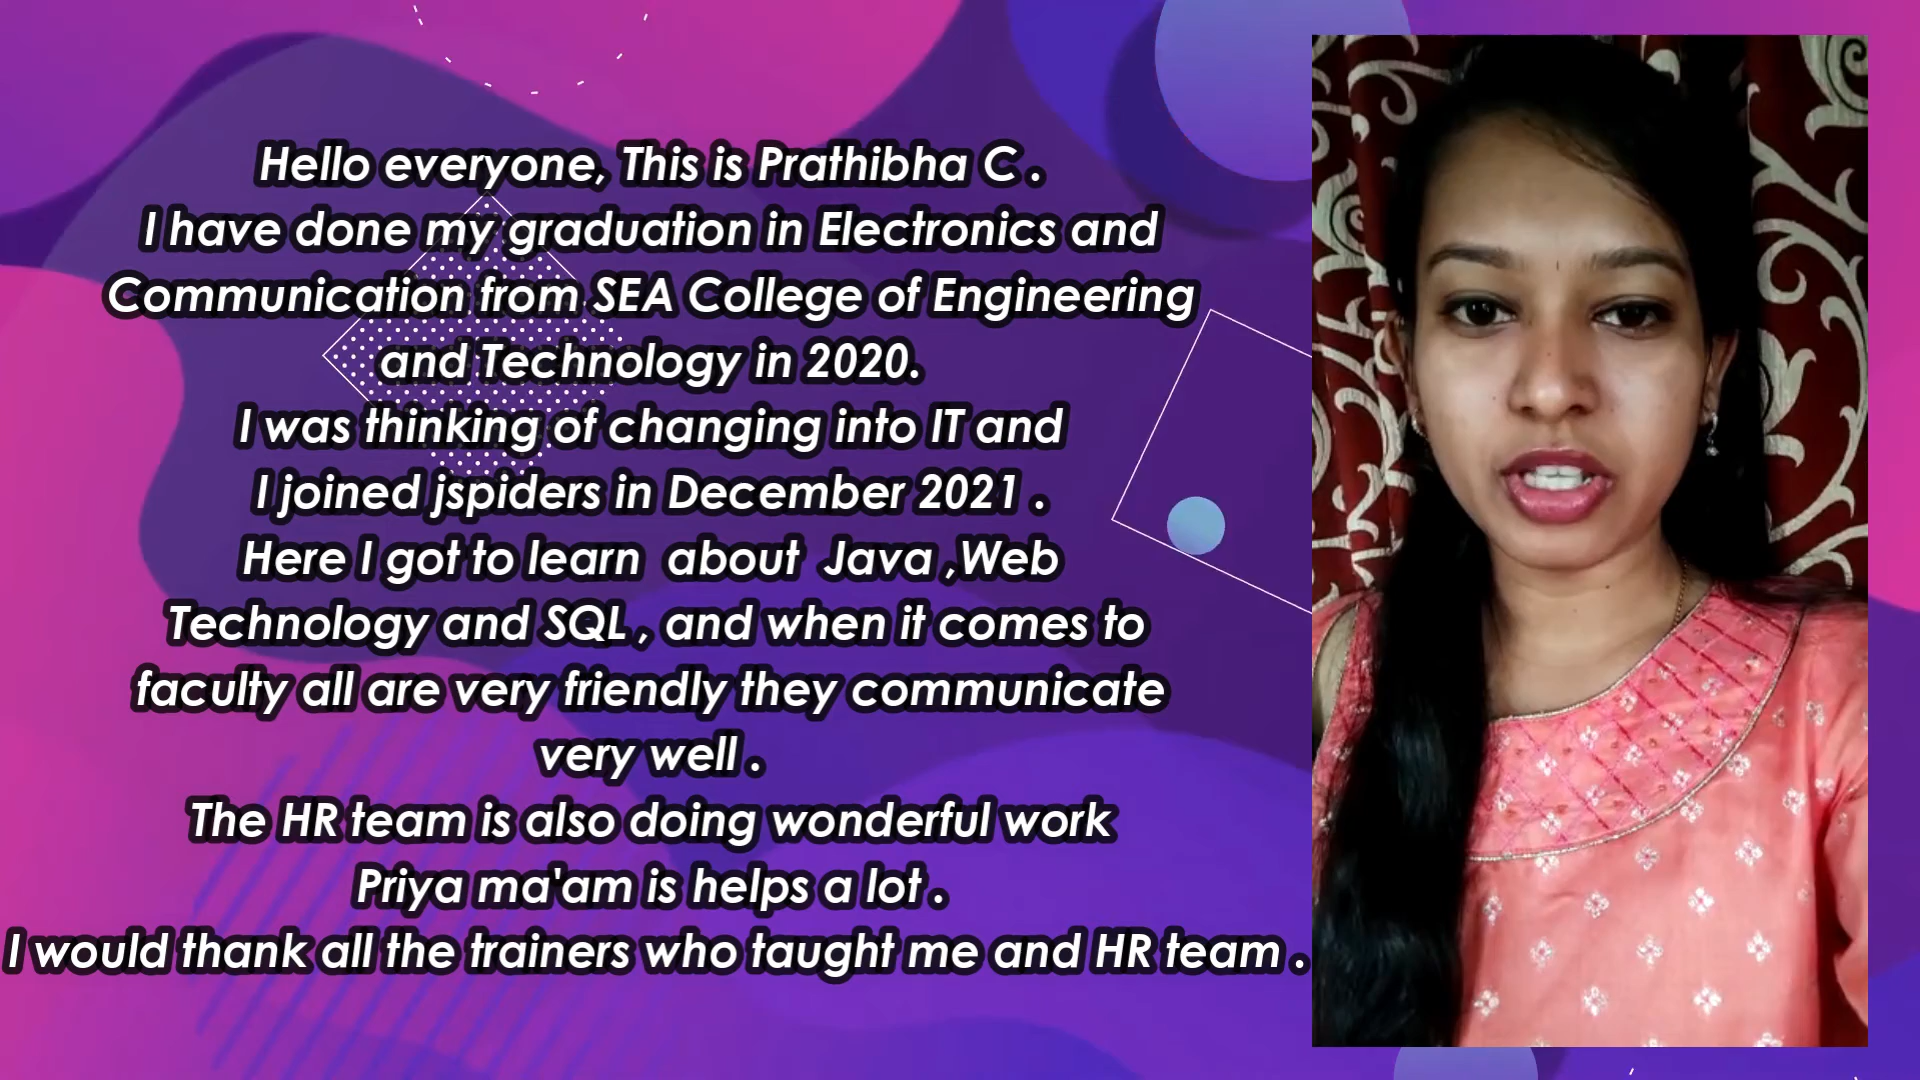 Hello everyone, This is Prathibha C .
I have done my graduation in Electronics and
Communication from SEA College of Engineering
and Technology in 2020.
I was thinking of changing into IT and
I joined jspiders in December 2021 .
Here I got to learn  about  Java ,Web
Technology and SQL , and when it comes to
faculty all are very friendly they communicate
very well .
The HR team is also doing wonderful work
Priya ma'am is helps a lot .
I would thank all the trainers who taught me and HR team .